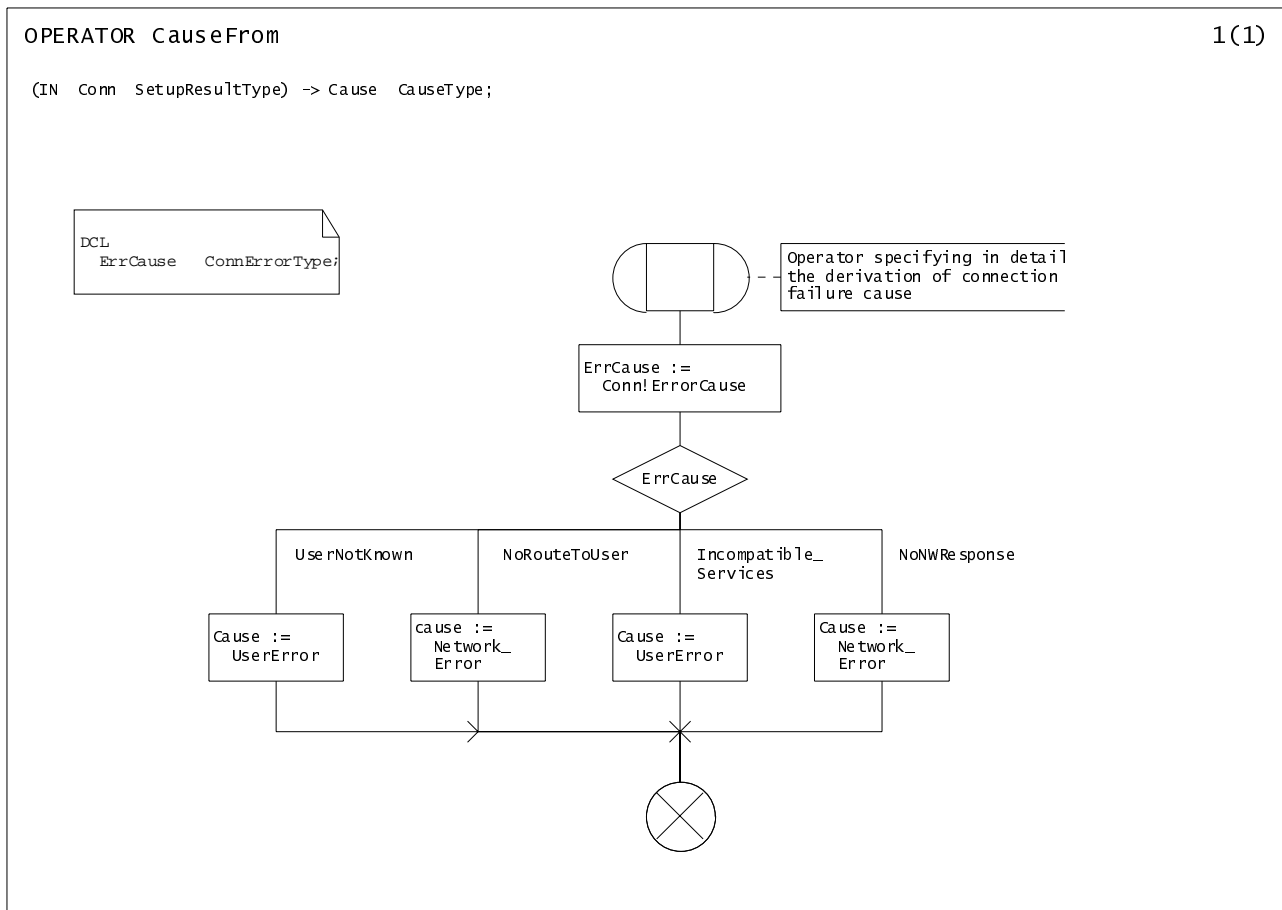 OPERATOR CauseFrom
1(1)
(IN Conn SetupResultType) -> Cause CauseType;
DCL
ErrCause ConnErrorType;
Operator specifying in detail
the derivation of connection
failure cause
ErrCause :=
Conn!ErrorCause
ErrCause
UserNotKnown
NoRouteToUser
Incompatible_
Services
NoNWResponse
Cause :=
UserError
cause :=
Network_
Error
Cause :=
UserError
Cause :=
Network_
Error